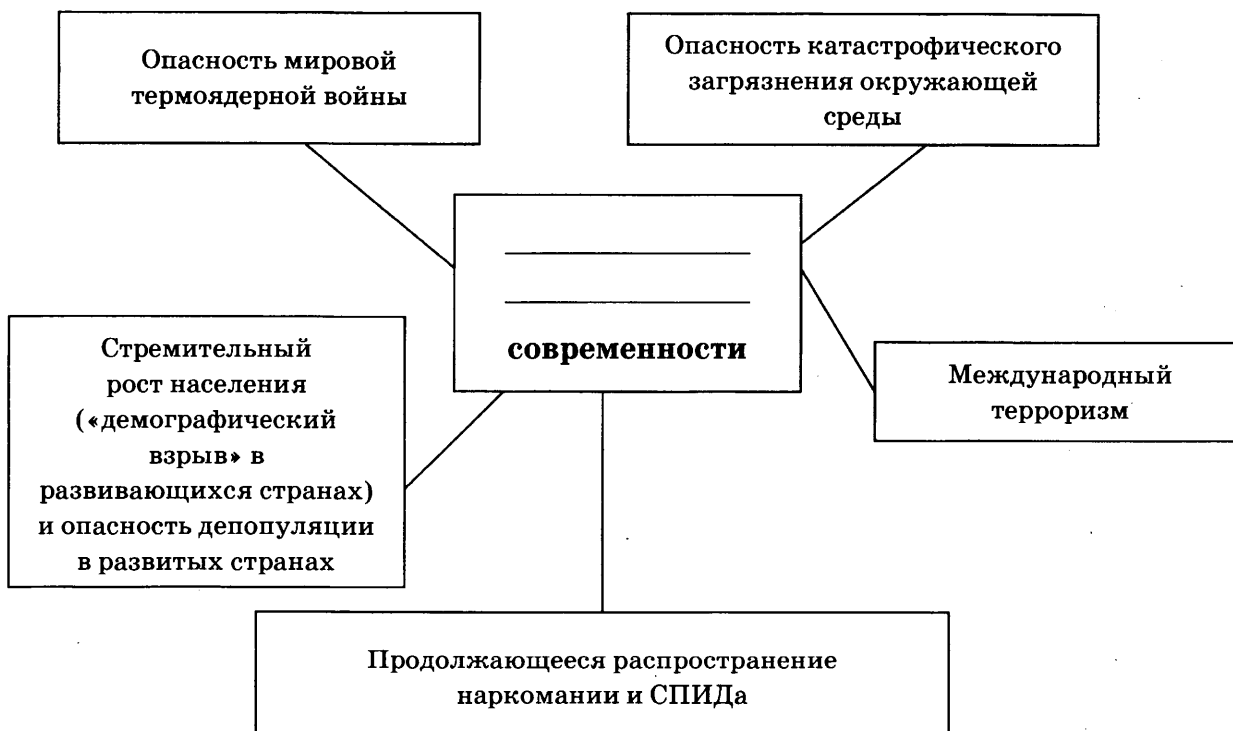 Опасность мировой
термоядерной войны
Опасность катастрофического
загрязнения окружающей
среды
современности
Стремительный
рост населения
(«демографический
взрыв» в
развивающихся странах)
и опасность депопуляции
в развитых странах
Международный
терроризм
Продолжающееся распространение
наркомании и СПИДа